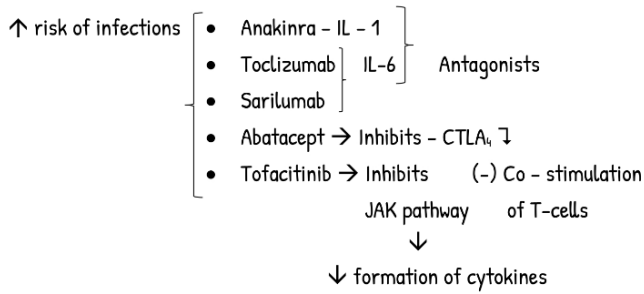 ↑ risk of infections
• Anakinra – IL – 1
• Toclizumab IL-6 Antagonists
• Sarilumab
• Abatacept → Inhibits – CTLA₄ ↴
• Tofacitinib → Inhibits (-) Co – stimulation
JAK pathway of T-cells
↓
↓ formation of cytokines